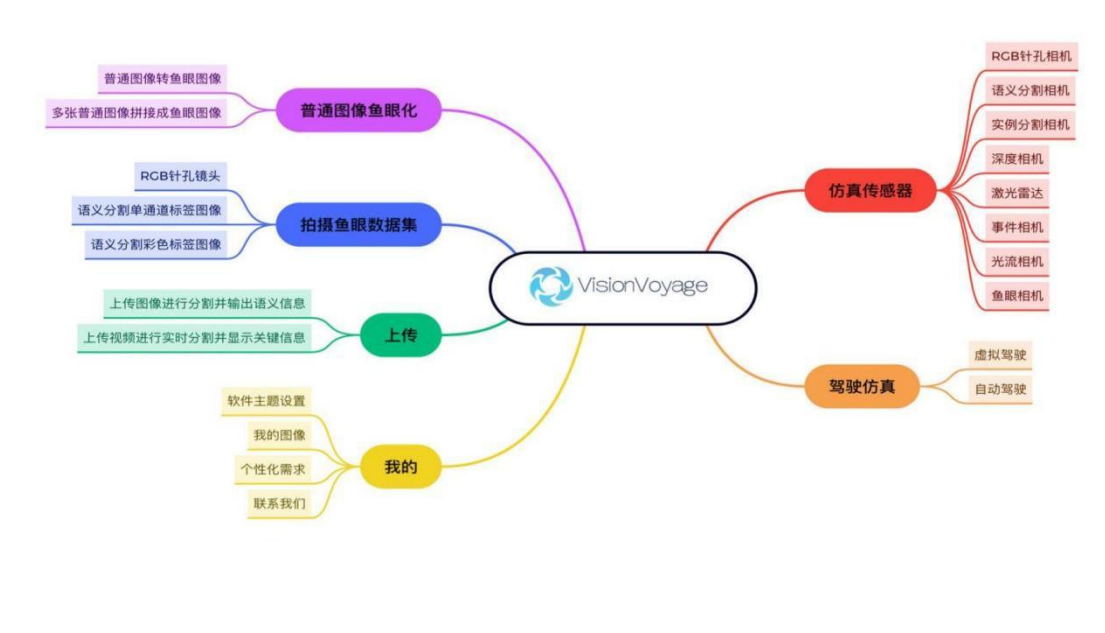 普通图像转鱼眼图像
多张普通图像拼接成鱼眼图像
普通图像鱼眼化
RGB针孔镜头
语义分割单通道标签图像
语义分割彩色标签图像
拍摄鱼眼数据集
上传图像进行分割并输出语义信息
上传视频进行实时分割并显示关键信息
上传
软件主题设置
我的图像
个性化需求
联系我们
我的
VisionVoyage
仿真传感器
RGB针孔相机
语义分割相机
实例分割相机
深度相机
激光雷达
事件相机
光流相机
鱼眼相机
驾驶仿真
虚拟驾驶
自动驾驶